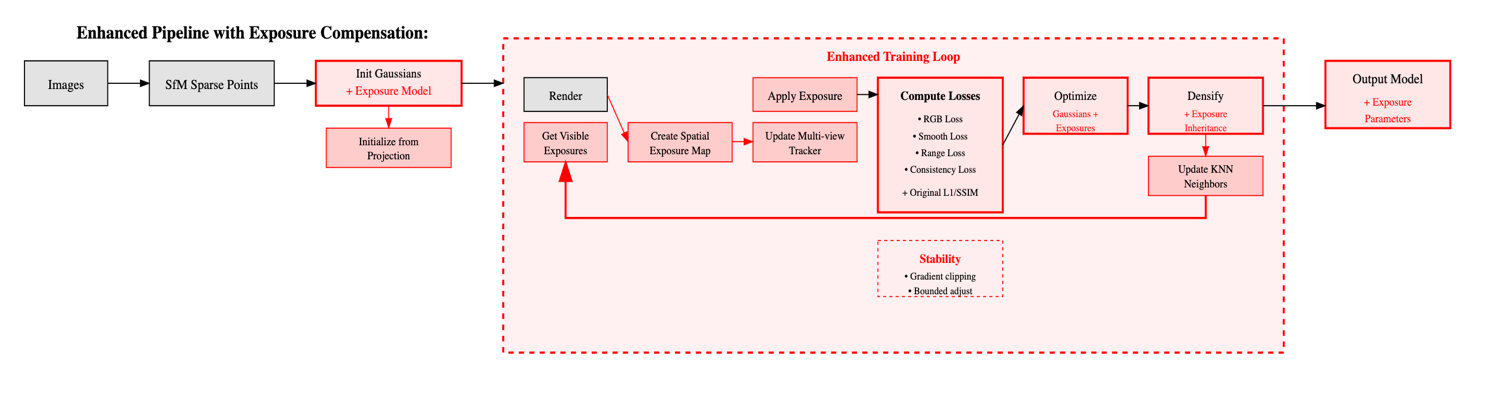 Enhanced Pipeline with Exposure Compensation:
Images
SfM Sparse Points
Init Gaussians
+ Exposure Model
Initialize from
Projection
Enhanced Training Loop
Render
Get Visible
Exposures
Create Spatial
Exposure Map
Apply Exposure
Update Multi-view
Tracker
Compute Losses
• RGB Loss
• Smooth Loss
• Range Loss
• Consistency Loss
+ Original L1/SSIM
Optimize
Gaussians +
Exposures
Densify
+ Exposure
Inheritance
Update KNN
Neighbors
Stability
• Gradient clipping
• Bounded adjust
Output Model
+ Exposure
Parameters